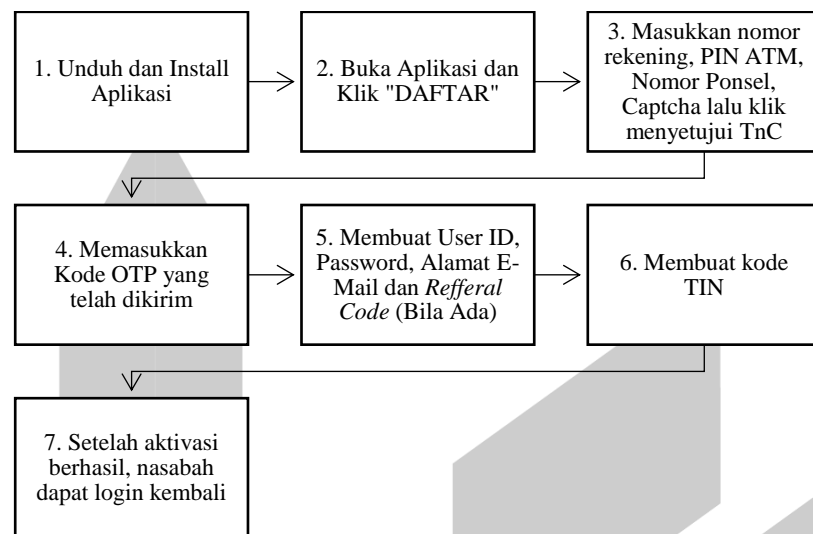 1. Unduh dan Install
Aplikasi
2. Buka Aplikasi dan
Klik "DAFTAR"
3. Masukkan nomor
rekening, PIN ATM,
Nomor Ponsel,
Captcha lalu klik
menyetujui TnC
4. Memasukkan
Kode OTP yang
telah dikirim
5. Membuat User ID,
Password, Alamat E-
Mail dan Refferal
Code (Bila Ada)
6. Membuat kode
TIN
7. Setelah aktivasi
berhasil, nasabah
dapat login kembali